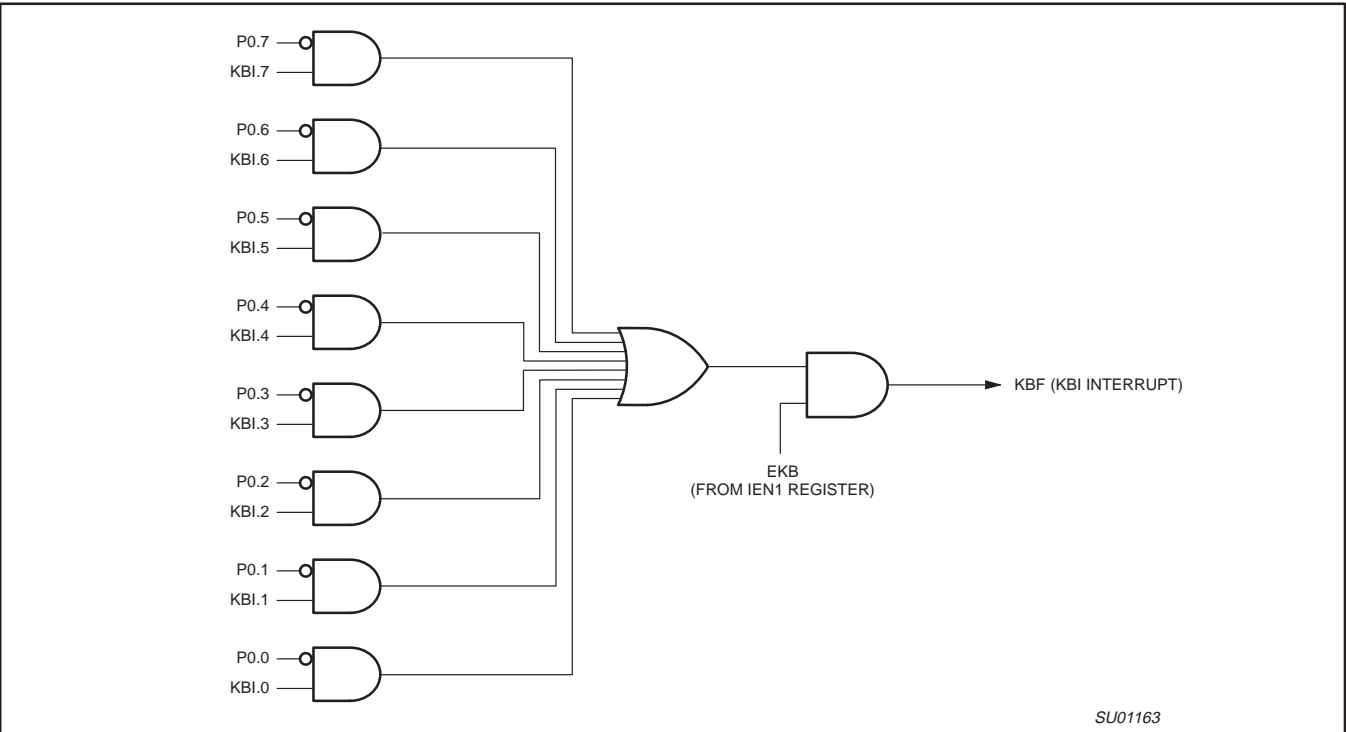 P0.7
KBI.7
P0.6
KBI.6
P0.5
KBI.5
P0.4
KBI.4
P0.3
KBI.3
P0.2
KBI.2
P0.1
KBI.1
P0.0
KBI.0
EKB
(FROM IEN1 REGISTER)
KBF (KBI INTERRUPT)
SU01163